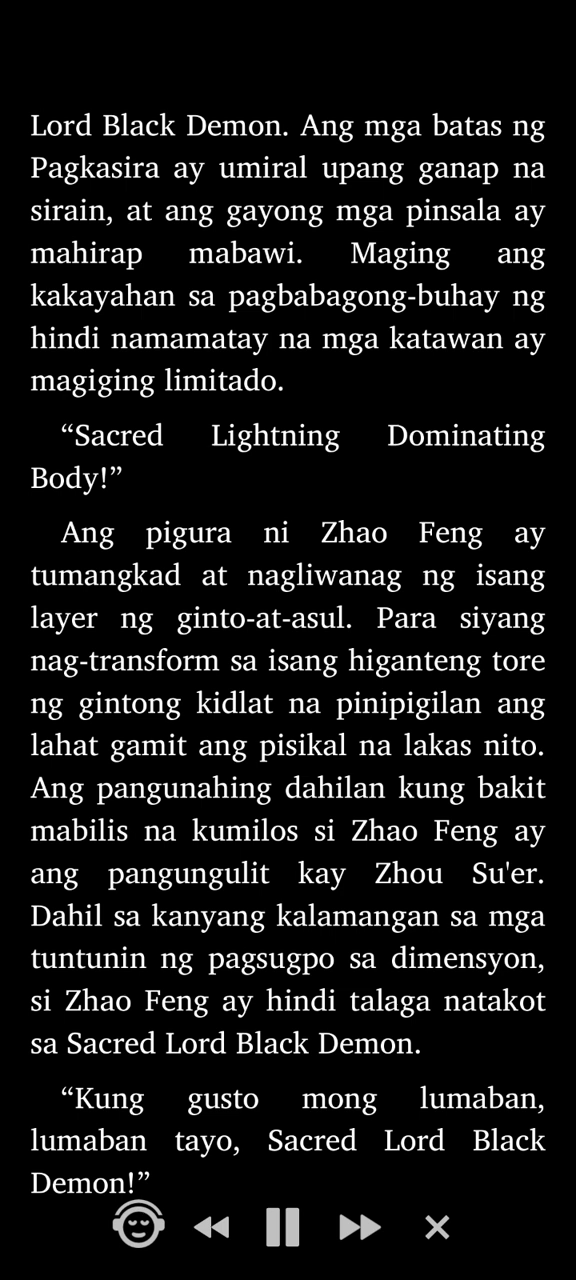 Lord Black Demon. Ang mga batas ng
Pagkasira ay umiral upang ganap na
sirain, at ang gayong mga pinsala ay
mahirap mabawi. Maging ang
kakayahan sa pagbabagong-buhay ng
hindi namamatay na mga katawan ay
magiging limitado.
“Sacred Lightning Dominating
Body!”
Ang pigura ni Zhao Feng ay
tumangkad at nagliwanag ng isang
layer ng ginto-at-asul. Para siyang
nag-transform sa isang higanteng tore
ng gintong kidlat na pinipigilan ang
lahat gamit ang pisikal na lakas nito.
Ang pangunahing dahilan kung bakit
mabilis na kumilos si Zhao Feng ay
ang pangungulit kay Zhou Su'er.
Dahil sa kanyang kalamangan sa mga
tuntunin ng pagsugpo sa dimensyon,
si Zhao Feng ay hindi talaga natakot
sa Sacred Lord Black Demon.
“Kung gusto mong lumaban,
lumaban tayo, Sacred Lord Black
Demon!”